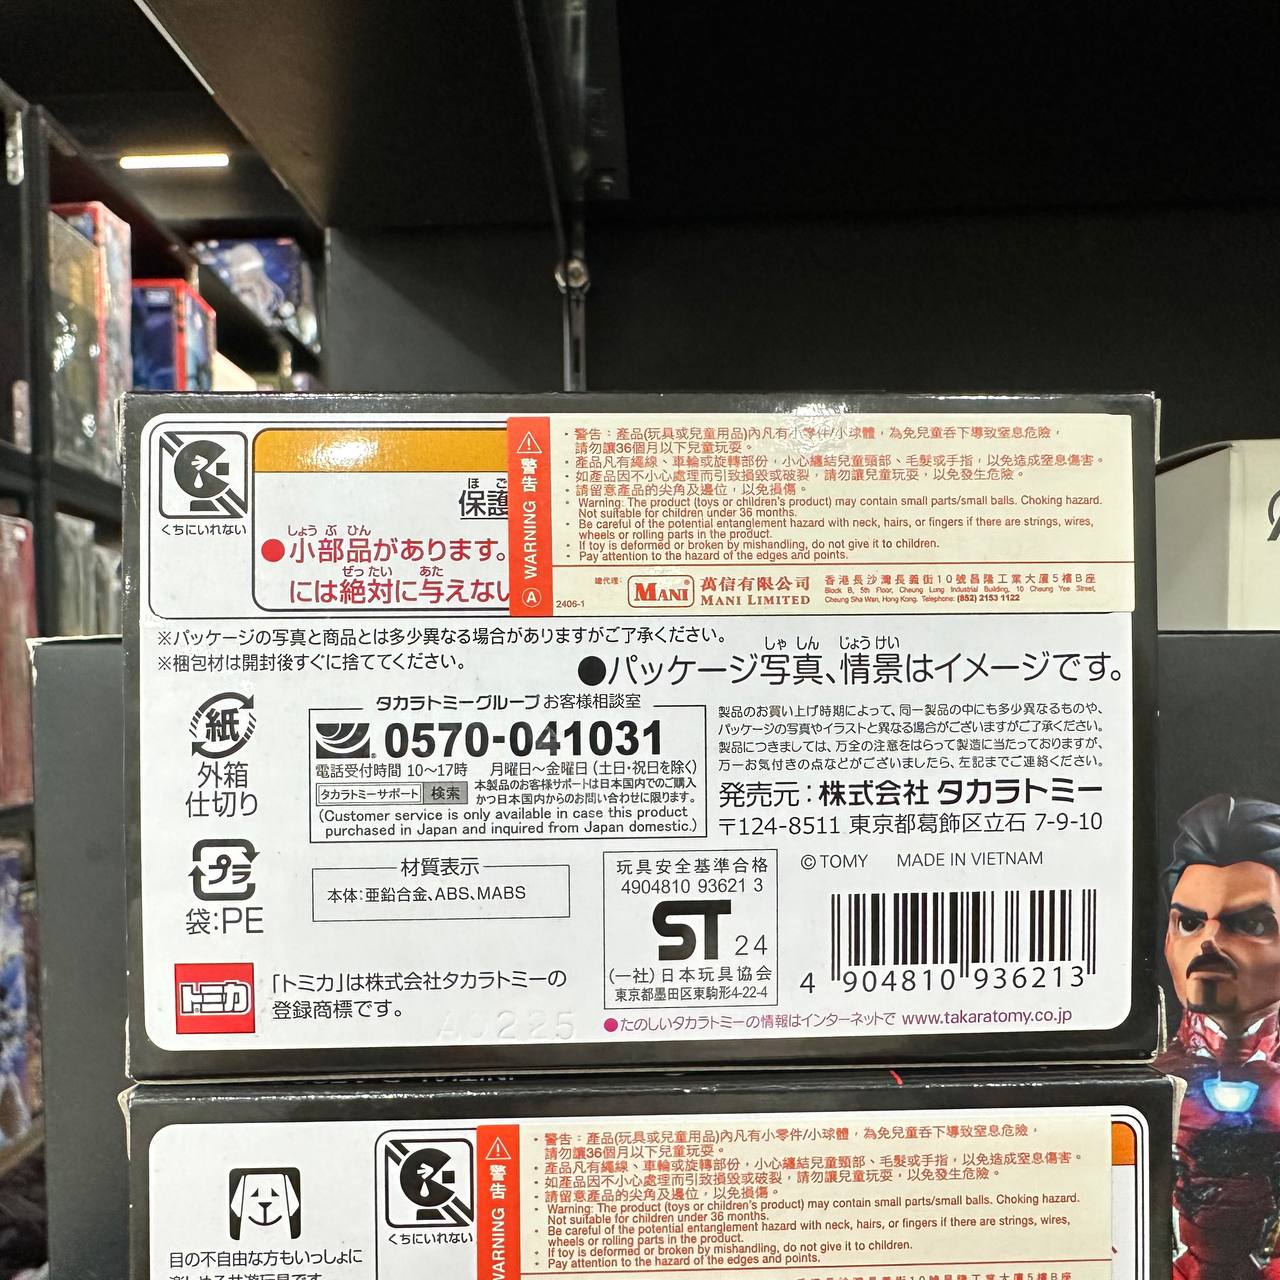 くちにいれない
ほご
保護
しょう ぶ ひん
●小部品があります。
ぜったい あた
には絶対に与えない
⚠ 警告 WARNING A
・警告：產品(玩具或兒童用品)內凡有小零件/小球體，為免兒童吞下導致窒息危險，
請勿讓36個月以下兒童玩耍。
・產品凡有繩線、車輪或旋轉部份，小心纏結兒童頸部、毛髮或手指，以免造成窒息傷害。
・如產品因不小心處理而引致損毀或破裂，請勿讓兒童玩耍，以免發生危險。
・請留意產品的尖角及邊位，以免損傷。
・Warning: The product (toys or children's product) may contain small parts/small balls. Choking hazard.
Not suitable for children under 36 months.
・Be careful of the potential entanglement hazard with neck, hairs, or fingers if there are strings, wires,
wheels or rolling parts in the product.
・If toy is deformed or broken by mishandling, do not give it to children.
・Pay attention to the hazard of the edges and points.
2406-1
總代理：
MANI
萬信有限公司
MANI LIMITED
香港長沙灣長義街10號昌隆工業大廈5樓B座
Block B, 5th Floor, Cheung Lung Industrial Building, 10 Cheung Yee Street,
Cheung Sha Wan, Hong Kong. Telephone: (852) 2153 1122
※パッケージの写真と商品とは多少異なる場合がありますがご了承ください。
※梱包材は開封後すぐに捨ててください。
しゃ しん じょうけい
●パッケージ写真、情景はイメージです。
紙
外箱
仕切り
プラ
袋:PE
タカラトミーグループお客様相談室
0570-041031
電話受付時間 10〜17時 月曜日〜金曜日(土日・祝日を除く)
タカラトミーサポート 検索
本製品のお客様サポートは日本国内でのご購入
かつ日本国内からのお問い合わせに限ります。
(Customer service is only available in case this product
purchased in Japan and inquired from Japan domestic.)
製品のお買い上げ時期によって、同一製品の中にも多少異なるものや、
パッケージの写真やイラストと異なる場合がございますがご了承ください。
製品につきましては、万全の注意をはらって製造に当たっておりますが、
万一お気付きの点などがございましたら、左記までご連絡ください。
発売元：株式会社 タカラトミー
〒124-8511 東京都葛飾区立石 7-9-10
材質表示
本体:亜鉛合金、ABS、MABS
玩具安全基準合格
4904810 93621 3
ST 24
(一社)日本玩具協会
東京都墨田区東駒形4-22-4
© TOMY MADE IN VIETNAM
4 904810 936213
トミカ
「トミカ」は株式会社タカラトミーの
登録商標です。
●たのしいタカラトミーの情報はインターネットで www.takaratomy.co.jp
目の不自由な方もいっしょに
くちにいれない
⚠ 警告 WARNING
・警告：產品(玩具或兒童用品)內凡有小零件/小球體，為免兒童吞下導致窒息危險，
請勿讓36個月以下兒童玩耍。
・產品凡有繩線、車輪或旋轉部份，小心纏結兒童頸部、毛髮或手指，以免造成窒息傷害。
・如產品因不小心處理而引致損毀或破裂，請勿讓兒童玩耍，以免發生危險。
・請留意產品的尖角及邊位，以免損傷。
・Warning: The product (toys or children's product) may contain small parts/small balls. Choking hazard.
Not suitable for children under 36 months.
・Be careful of the potential entanglement hazard with neck, hairs, or fingers if there are strings, wires,
wheels or rolling parts in the product.
・If toy is deformed or broken by mishandling, do not give it to children.
・Pay attention to the hazard of the edges and points.